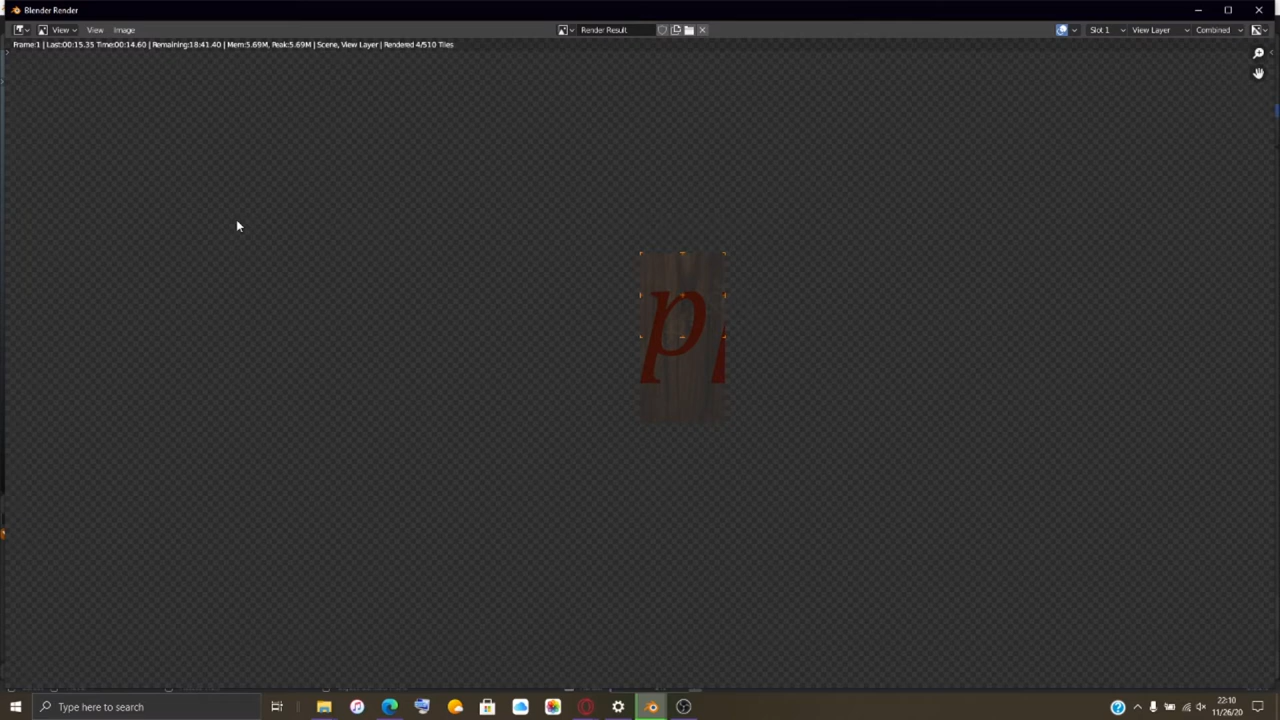 Blender Render
View View Image Render Result Slot 1 View Layer Combined
Frame:1 | Last:00:15.35 Time:00:14.60 | Remaining:18:41.40 | Mem:5.69M, Peak:5.69M | Scene, View Layer | Rendered 4/510 Tiles
p
Type here to search
22:10
11/26/20